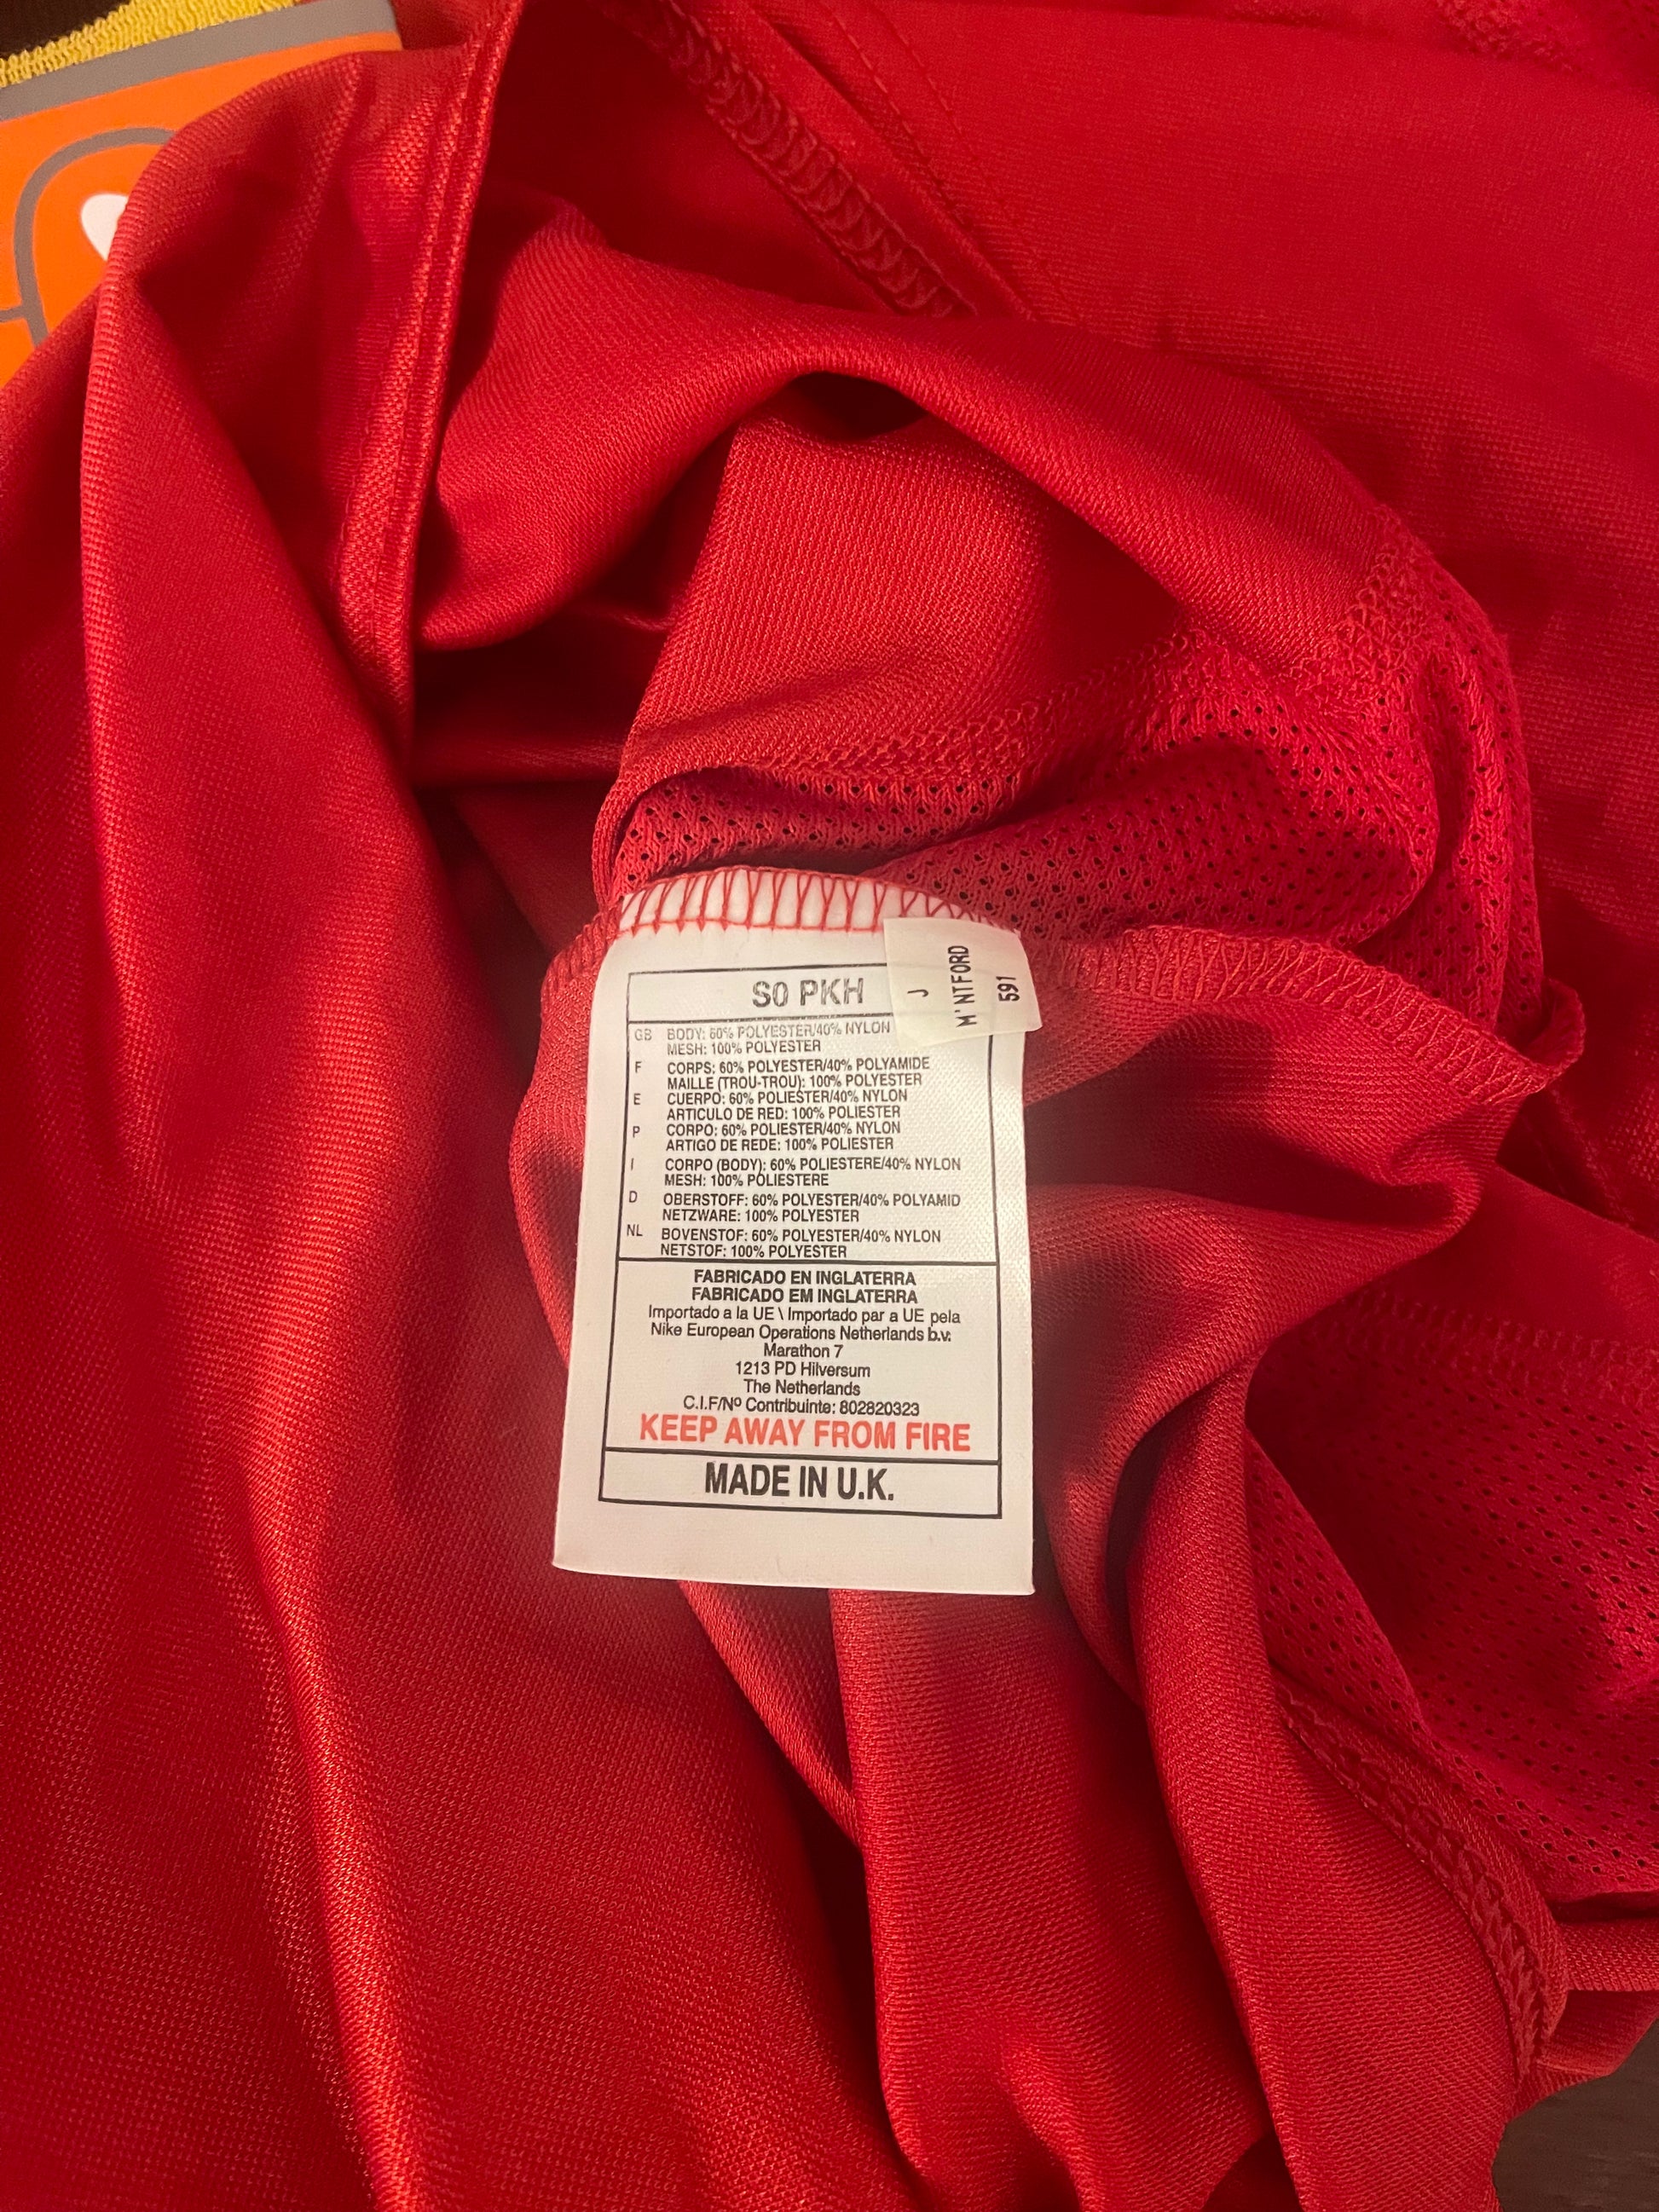 S0 PKH
GB BODY: 60% POLYESTER/40% NYLON
MESH: 100% POLYESTER
F CORPS: 60% POLYESTER/40% POLYAMIDE
MAILLE (TROU-TROU): 100% POLYESTER
E CUERPO: 60% POLIESTER/40% NYLON
ARTICULO DE RED: 100% POLIESTER
P CORPO: 60% POLIESTER/40% NYLON
ARTIGO DE REDE: 100% POLIESTER
I CORPO (BODY): 60% POLIESTERE/40% NYLON
MESH: 100% POLIESTERE
D OBERSTOFF: 60% POLYESTER/40% POLYAMID
NETZWARE: 100% POLYESTER
NL BOVENSTOF: 60% POLYESTER/40% NYLON
NETSTOF: 100% POLYESTER
FABRICADO EN INGLATERRA
FABRICADO EM INGLATERRA
Importado a la UE \ Importado par a UE pela
Nike European Operations Netherlands b.v.
Marathon 7
1213 PD Hilversum
The Netherlands
C.I.F/Nº Contribuinte: 802820323
KEEP AWAY FROM FIRE
MADE IN U.K.
J
M'NTFORD
591